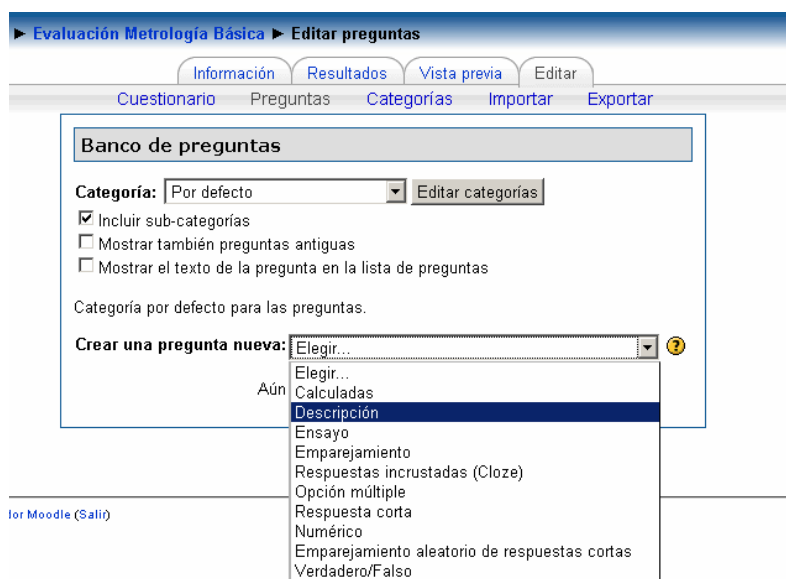 ► Evaluación Metrología Básica ► Editar preguntas
Información Resultados Vista previa Editar
Cuestionario Preguntas Categorías Importar Exportar
Banco de preguntas
Categoría: Por defecto Editar categorías
Incluir sub-categorías
Mostrar también preguntas antiguas
Mostrar el texto de la pregunta en la lista de preguntas
Categoría por defecto para las preguntas.
Crear una pregunta nueva: Elegir... ?
Elegir...
Aún Calculadas
Descripción
Ensayo
Emparejamiento
Respuestas incrustadas (Cloze)
Opción múltiple
Respuesta corta
dor Moodle (Salir)
Numérico
Emparejamiento aleatorio de respuestas cortas
Verdadero/Falso